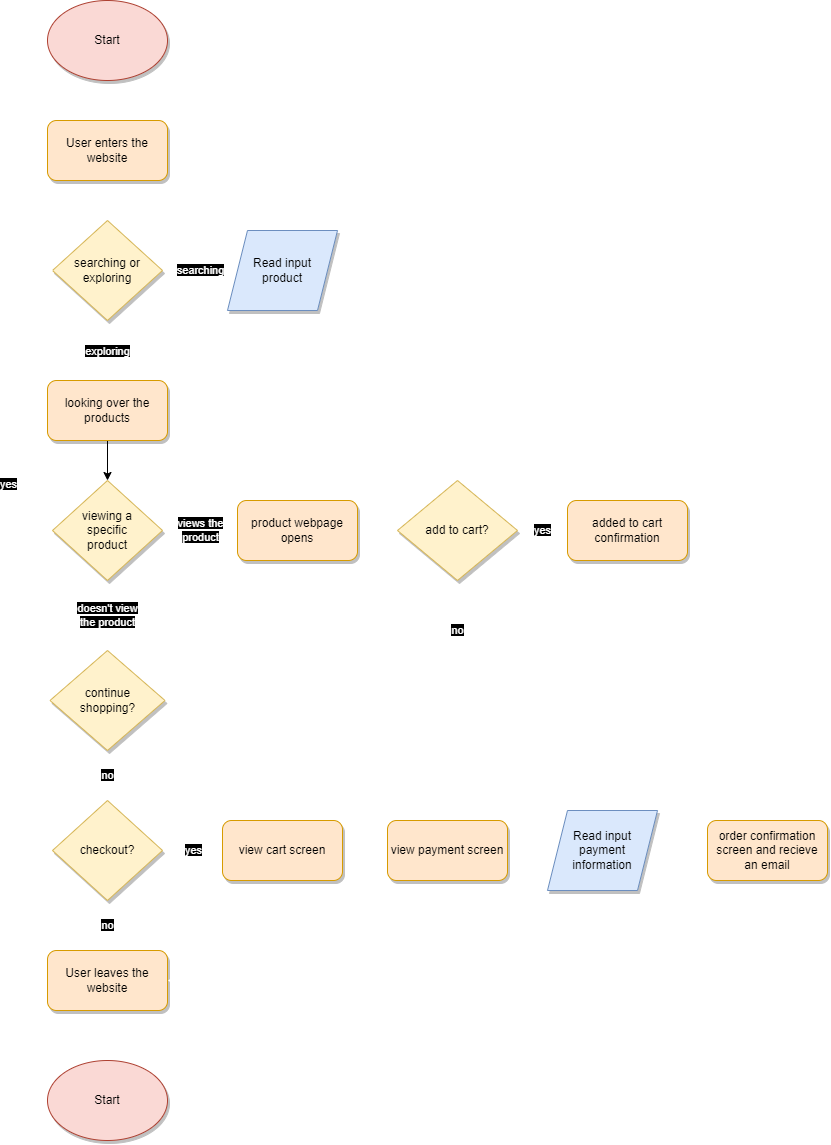 Start
User enters the
website
searching or
exploring
searching
Read input
product
exploring
looking over the
products
yes
viewing a
specific
product
views the
product
product webpage
opens
add to cart?
yes
added to cart
confirmation
doesn't view
the product
no
continue
shopping?
no
checkout?
yes
view cart screen
view payment screen
Read input
payment
information
order confirmation
screen and recieve
an email
no
User leaves the
website
Start